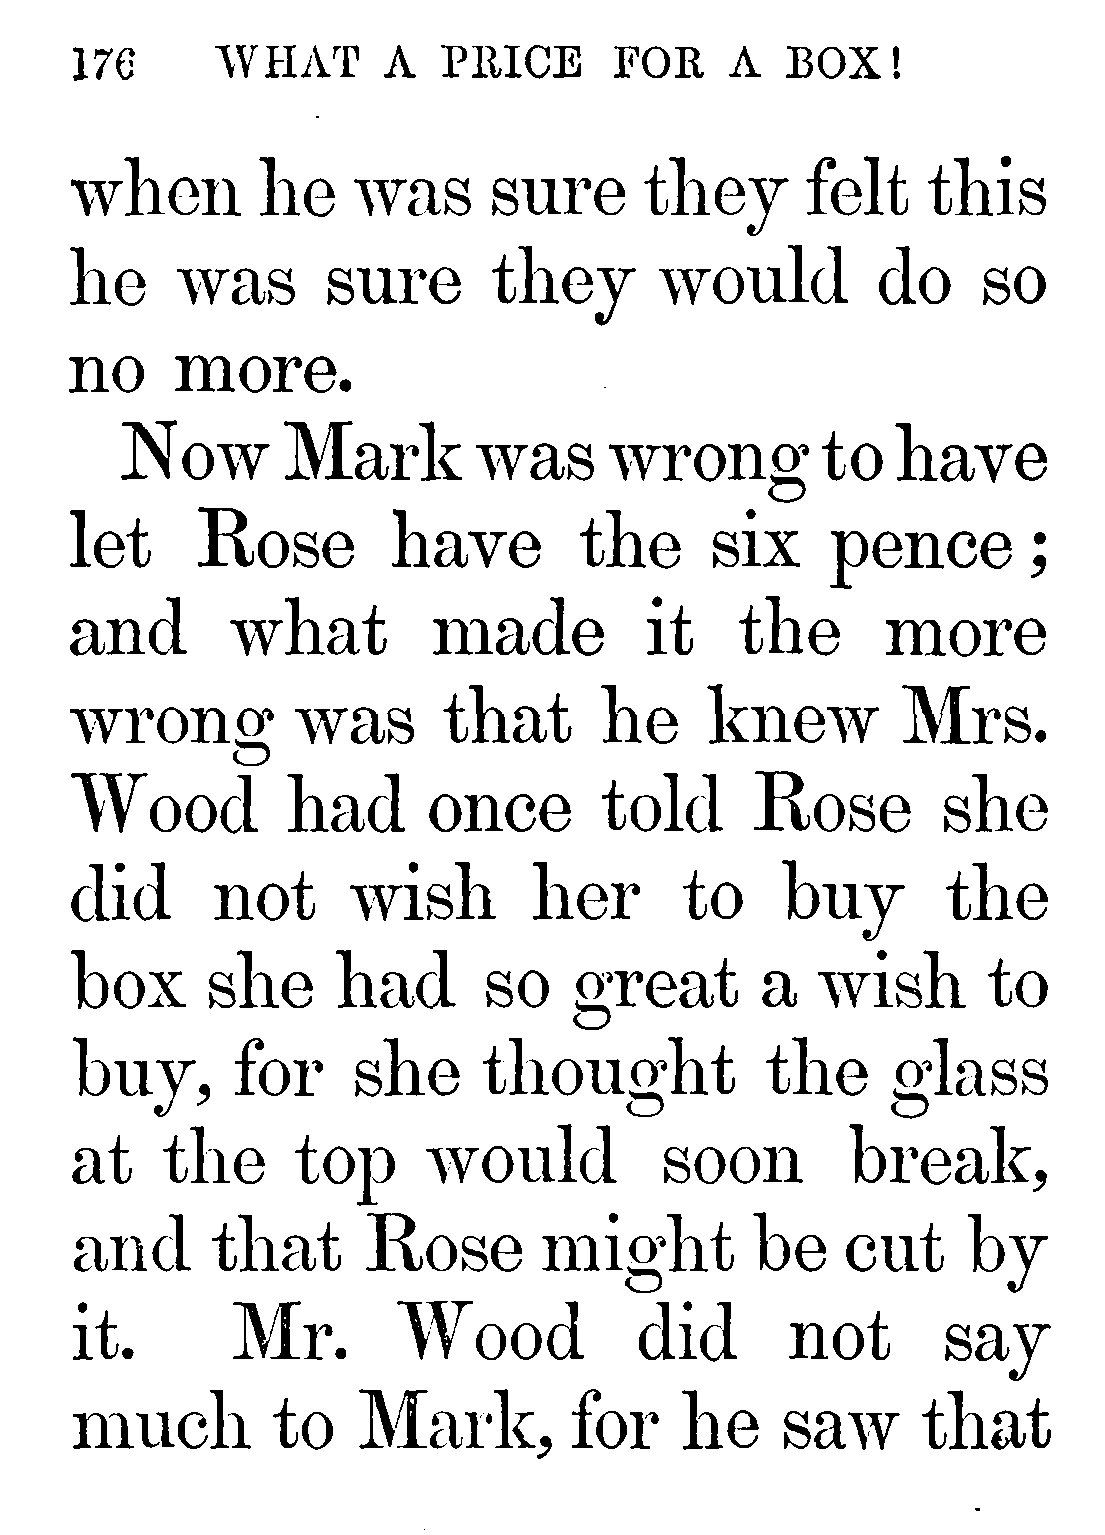 176 WHAT A PRICE FOR A BOX!
when he was sure they felt this
he was sure they would do so
no more.
Now Mark was wrong to have
let Rose have the six pence;
and what made it the more
wrong was that he knew Mrs.
Wood had once told Rose she
did not wish her to buy the
box she had so great a wish to
buy, for she thought the glass
at the top would soon break,
and that Rose might be cut by
it. Mr. Wood did not say
much to Mark, for he saw that